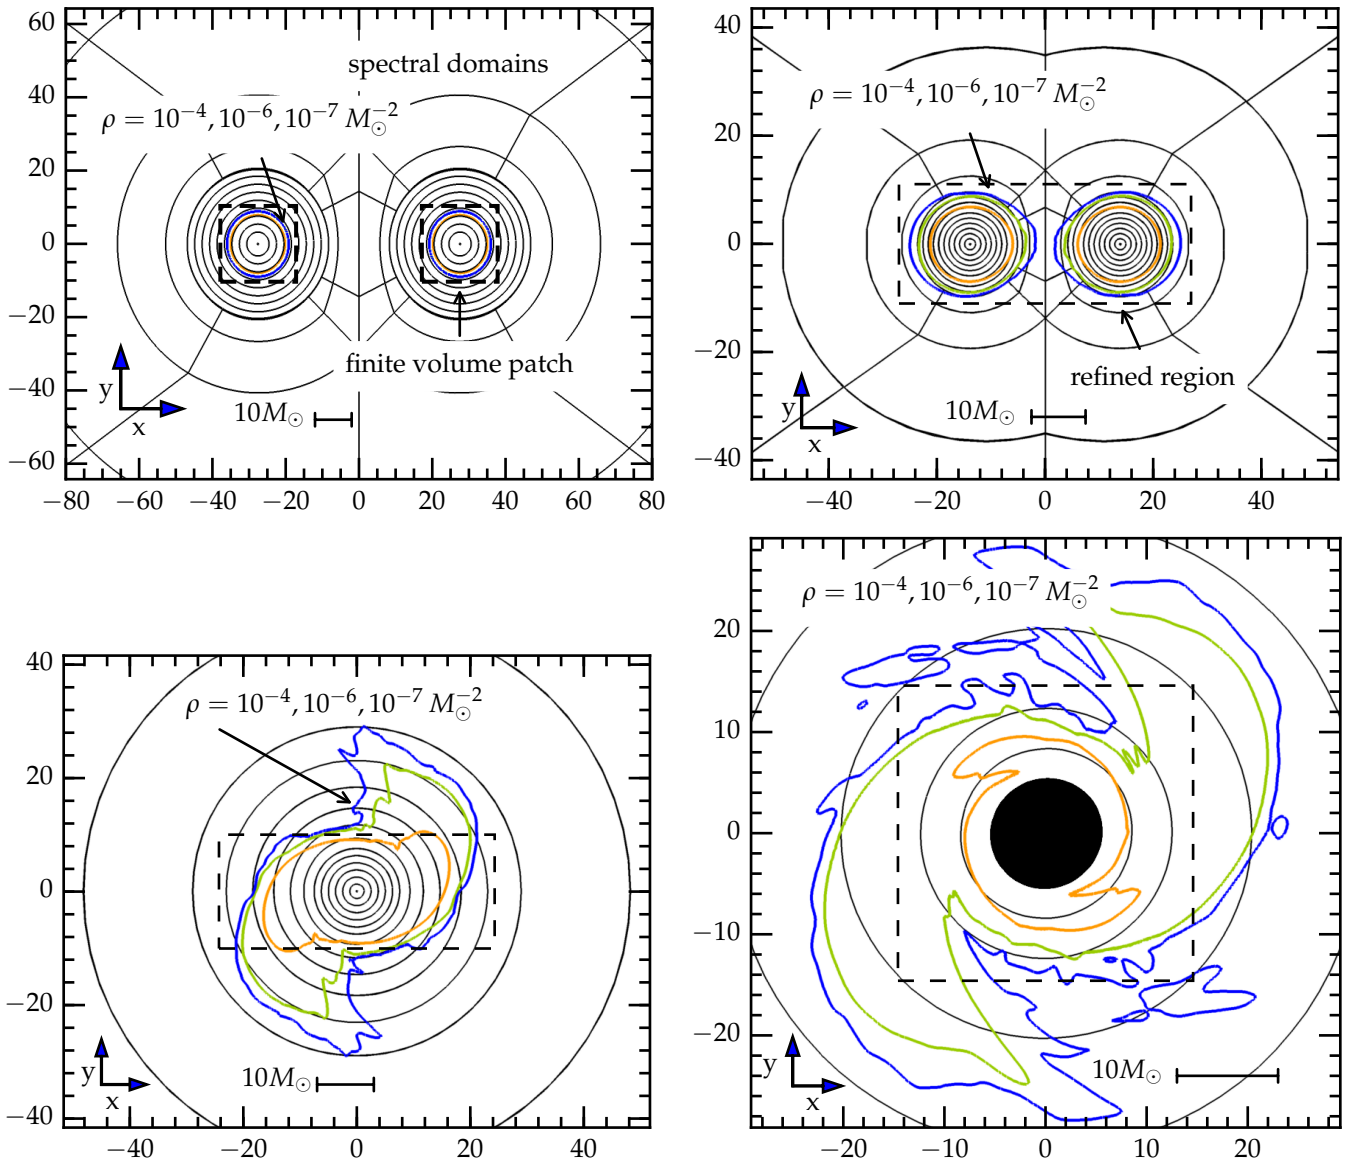 60
40
20
0
−20
−40
−60
−80 −60 −40 −20 0 20 40 60 80
spectral domains
ρ = 10⁻⁴, 10⁻⁶, 10⁻⁷ M☉⁻²
finite volume patch
y
x
10M☉
40
20
0
−20
−40
−40 −20 0 20 40
ρ = 10⁻⁴, 10⁻⁶, 10⁻⁷ M☉⁻²
refined region
y
x
10M☉
40
20
0
−20
−40
−40 −20 0 20 40
ρ = 10⁻⁴, 10⁻⁶, 10⁻⁷ M☉⁻²
y
x
10M☉
20
10
0
−10
−20
−20 −10 0 10 20
ρ = 10⁻⁴, 10⁻⁶, 10⁻⁷ M☉⁻²
y
x
10M☉